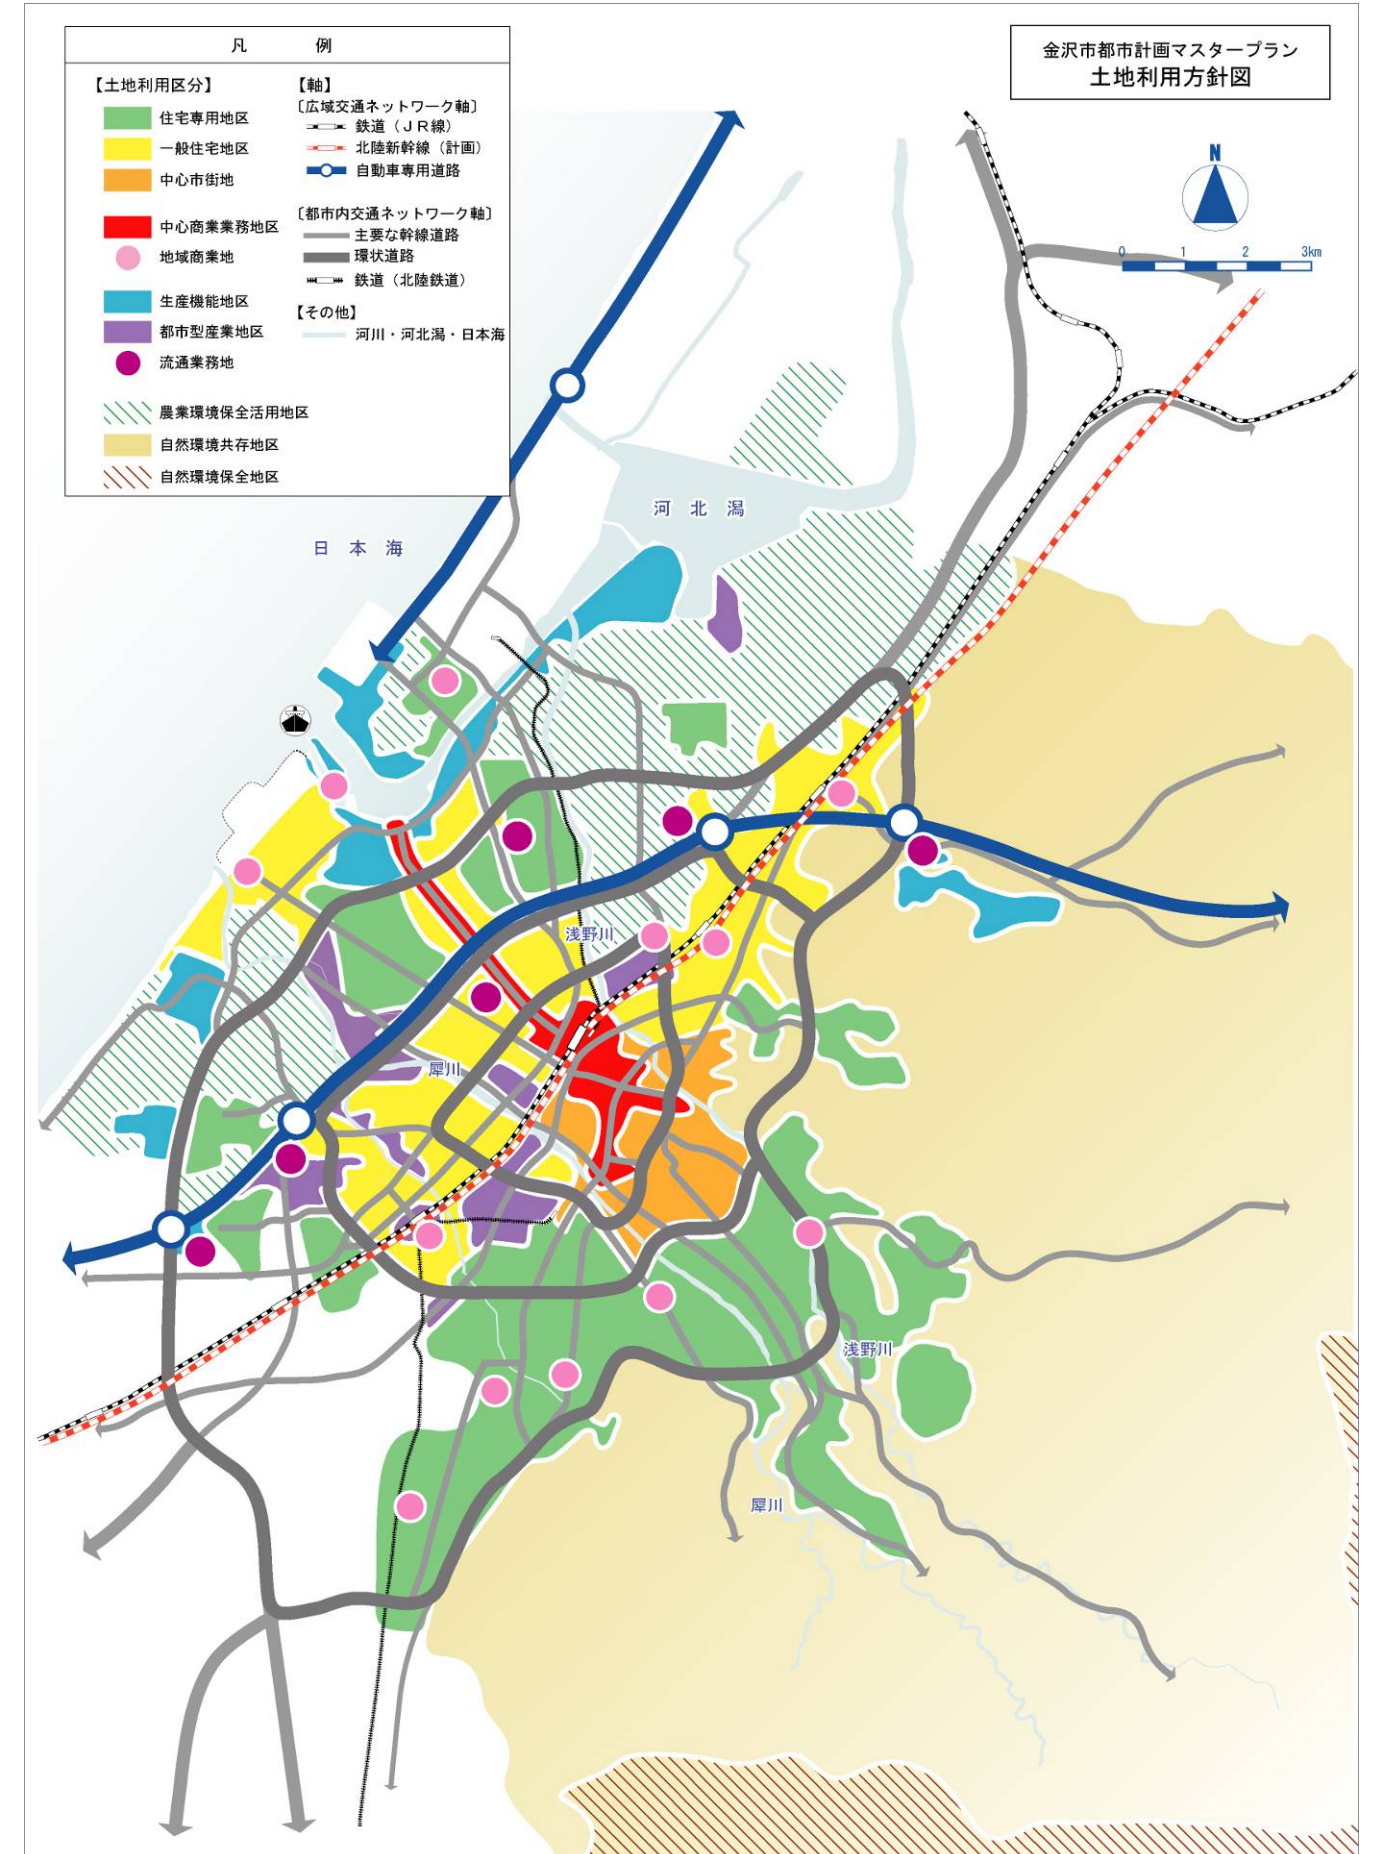 凡 例
【土地利用区分】
住宅専用地区
一般住宅地区
中心市街地
中心商業業務地区
地域商業地
生産機能地区
都市型産業地区
流通業務地
農業環境保全活用地区
自然環境共存地区
自然環境保全地区
【軸】
〔広域交通ネットワーク軸〕
鉄道(JR線)
北陸新幹線(計画)
自動車専用道路
〔都市内交通ネットワーク軸〕
主要な幹線道路
環状道路
鉄道(北陸鉄道)
【その他】
河川・河北潟・日本海
金沢市都市計画マスタープラン
土地利用方針図
N
0 1 2 3km
河 北 潟
日 本 海
浅野川
犀川
浅野川
犀川